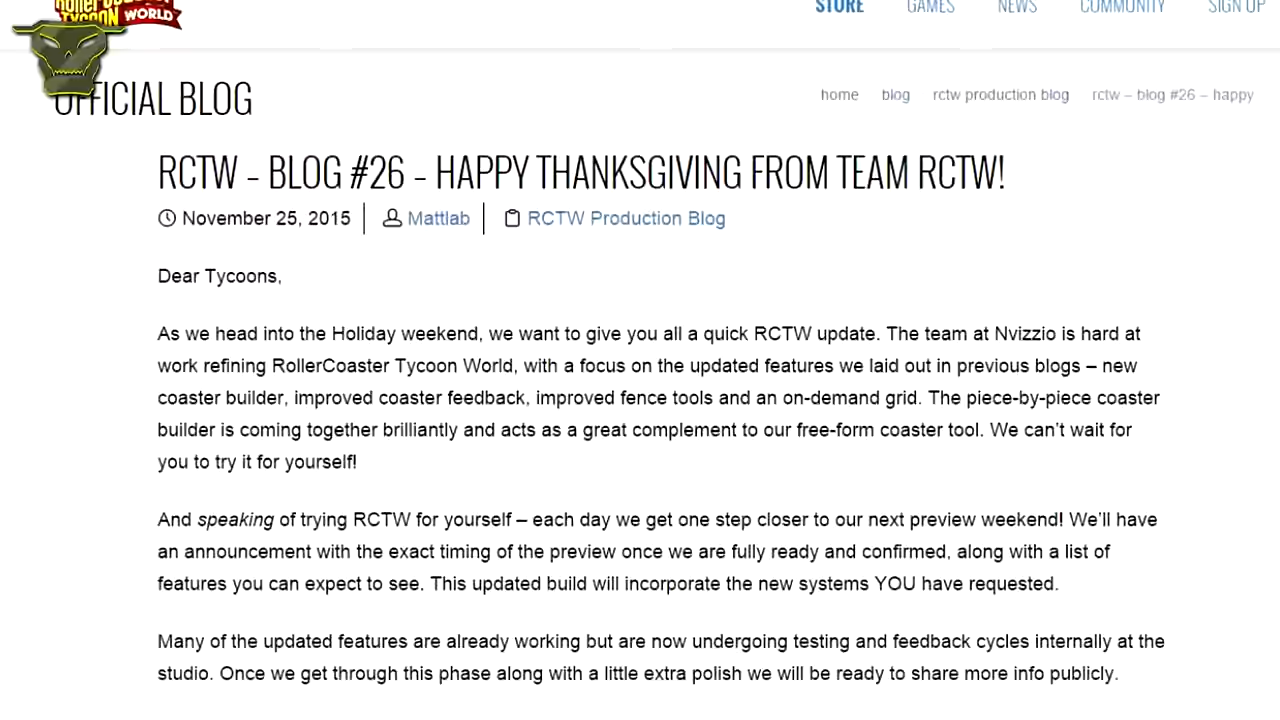 TYCOON WORLD
STORE GAMES NEWS COMMUNITY SIGN UP
OFFICIAL BLOG
home blog rctw production blog rctw – blog #26 – happy
RCTW – BLOG #26 – HAPPY THANKSGIVING FROM TEAM RCTW!
November 25, 2015 Mattlab RCTW Production Blog
Dear Tycoons,
As we head into the Holiday weekend, we want to give you all a quick RCTW update. The team at Nvizzio is hard at
work refining RollerCoaster Tycoon World, with a focus on the updated features we laid out in previous blogs – new
coaster builder, improved coaster feedback, improved fence tools and an on-demand grid. The piece-by-piece coaster
builder is coming together brilliantly and acts as a great complement to our free-form coaster tool. We can't wait for
you to try it for yourself!
And speaking of trying RCTW for yourself – each day we get one step closer to our next preview weekend! We'll have
an announcement with the exact timing of the preview once we are fully ready and confirmed, along with a list of
features you can expect to see. This updated build will incorporate the new systems YOU have requested.
Many of the updated features are already working but are now undergoing testing and feedback cycles internally at the
studio. Once we get through this phase along with a little extra polish we will be ready to share more info publicly.